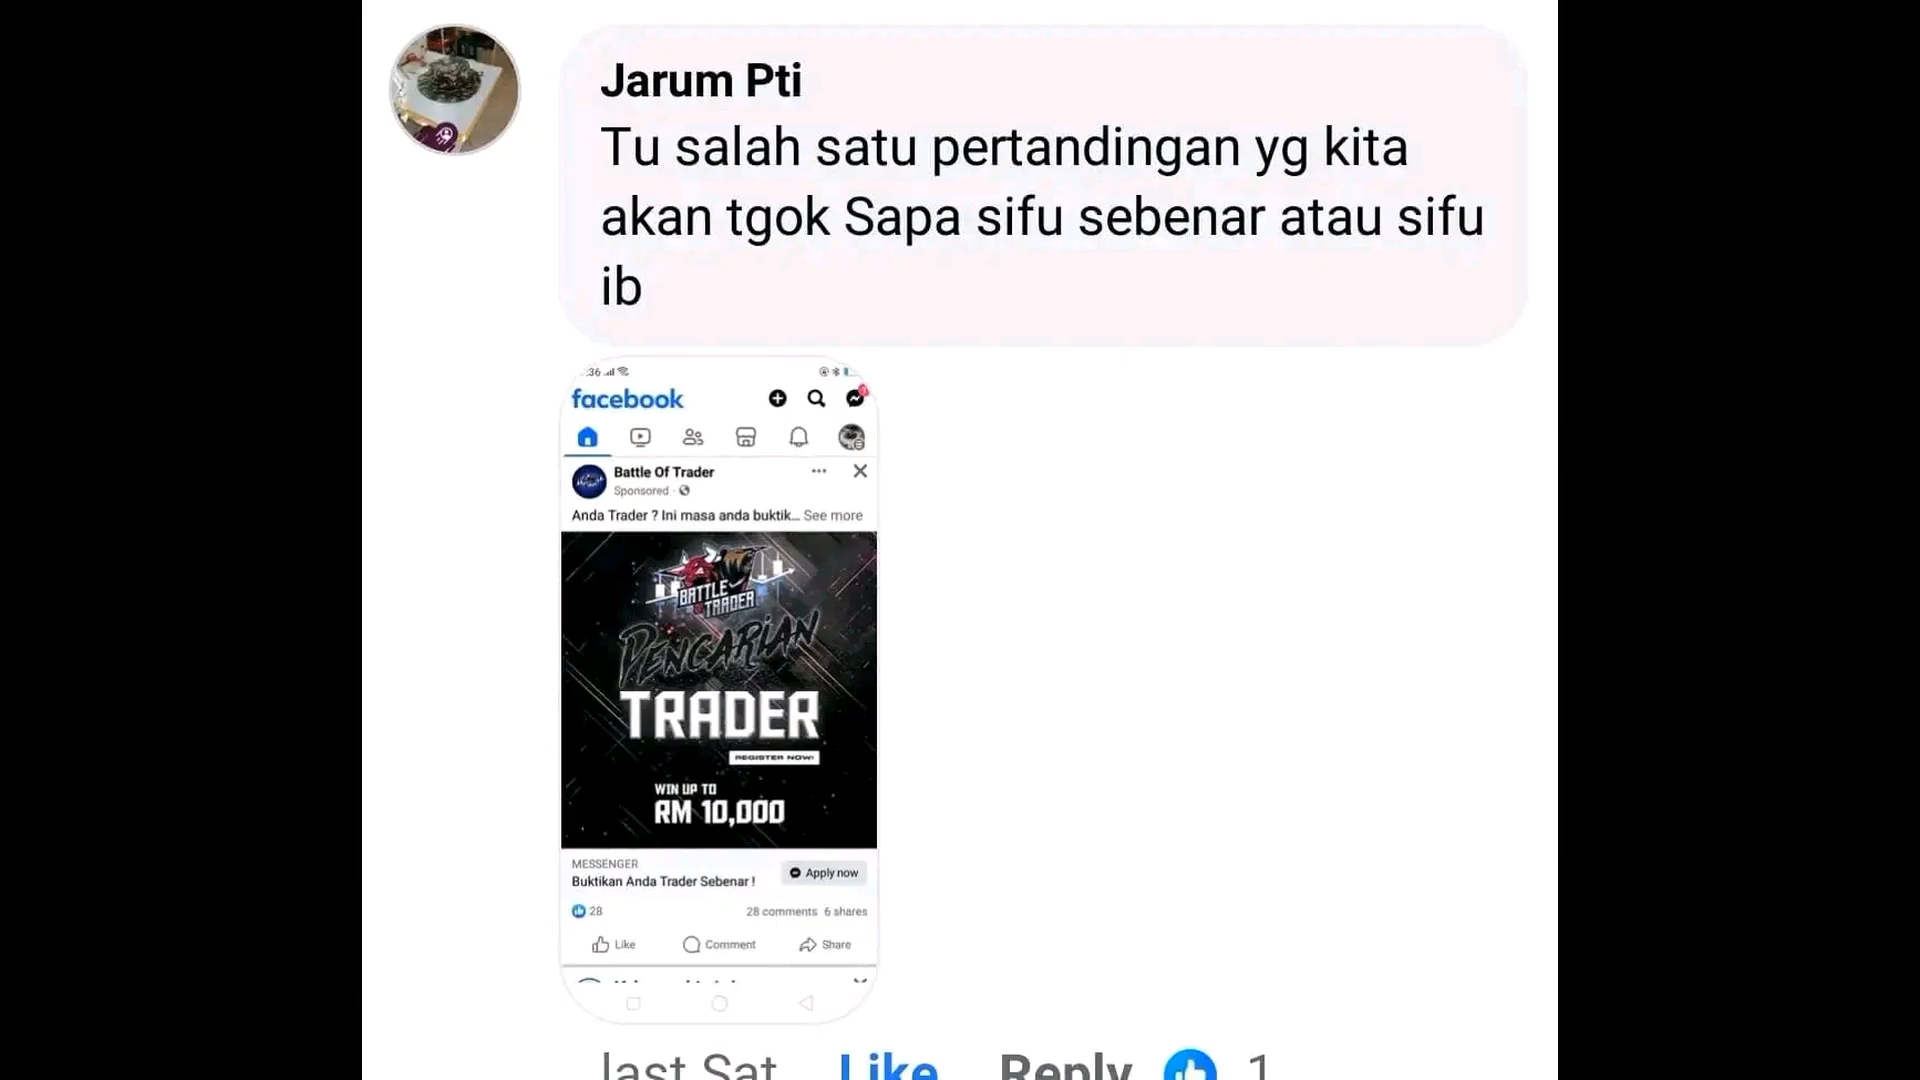 Jarum Pti
Tu salah satu pertandingan yg kita
akan tgok Sapa sifu sebenar atau sifu
ib
:36
facebook
Battle Of Trader
Sponsored ·
Anda Trader ? Ini masa anda buktik... See more
BATTLE
OF TRADER
PENCARIAN
TRADER
REGISTER NOW!
WIN UP TO
RM 10,000
MESSENGER
Buktikan Anda Trader Sebenar !
Apply now
28
28 comments 6 shares
Like Comment Share
last Sat Like Reply 1